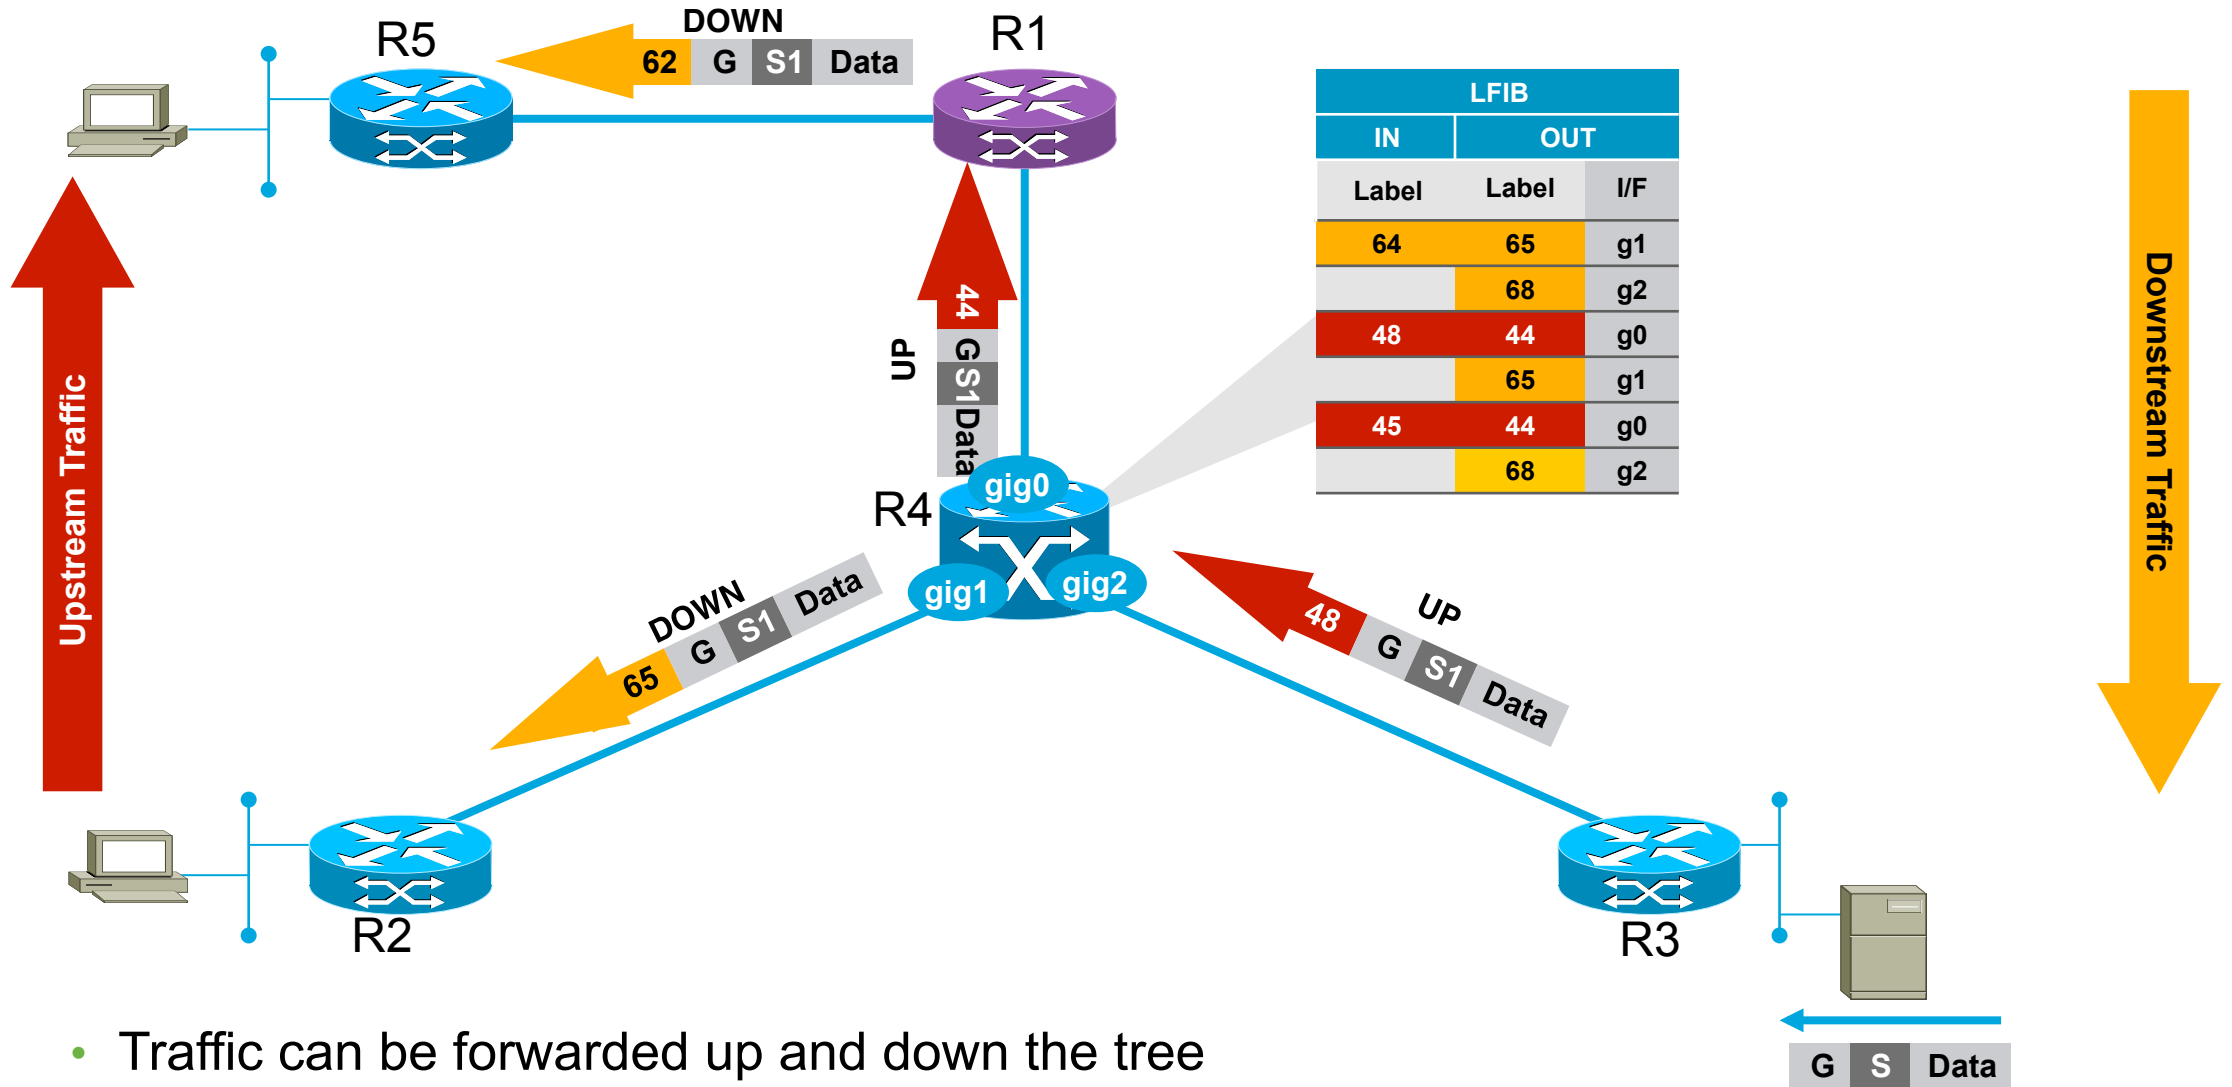 DOWN
R5
R1
62 G S1 Data
LFIB
IN OUT
Label Label I/F
64 65 g1
68 g2
48 44 g0
65 g1
45 44 g0
68 g2
Upstream Traffic
Downstream Traffic
UP
44 G S1 Data
gig0
R4
gig1
gig2
DOWN
65 G S1 Data
UP
48 G S1 Data
R2
R3
• Traffic can be forwarded up and down the tree
G S Data